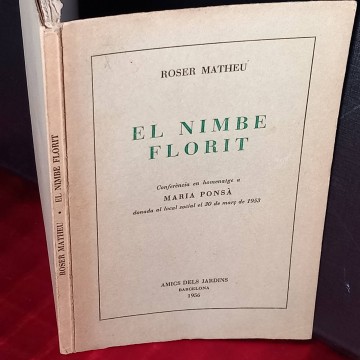 ROSER MATHEU
EL NIMBE
FLORIT
Conferència en homenatge a
MARIA PONSÀ
donada al local social el 20 de març de 1953
AMICS DELS JARDINS
BARCELONA
1956
ROSER MATHEU • EL NIMBE FLORIT